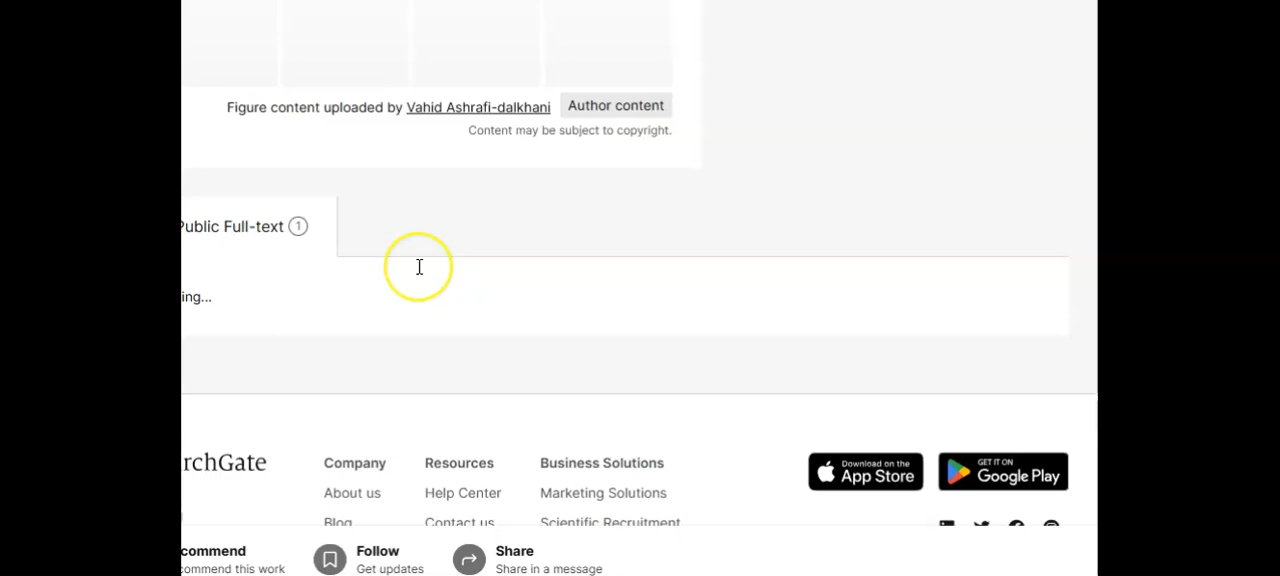 Figure content uploaded by Vahid Ashrafi-dalkhani Author content
Content may be subject to copyright.
Public Full-text 1
ing...
rchGate
Company
Resources
Business Solutions
Download on the App Store
GET IT ON Google Play
About us
Help Center
Marketing Solutions
Blog
Contact us
Scientific Recruitment
commend
Follow
Share
commend this work
Get updates
Share in a message